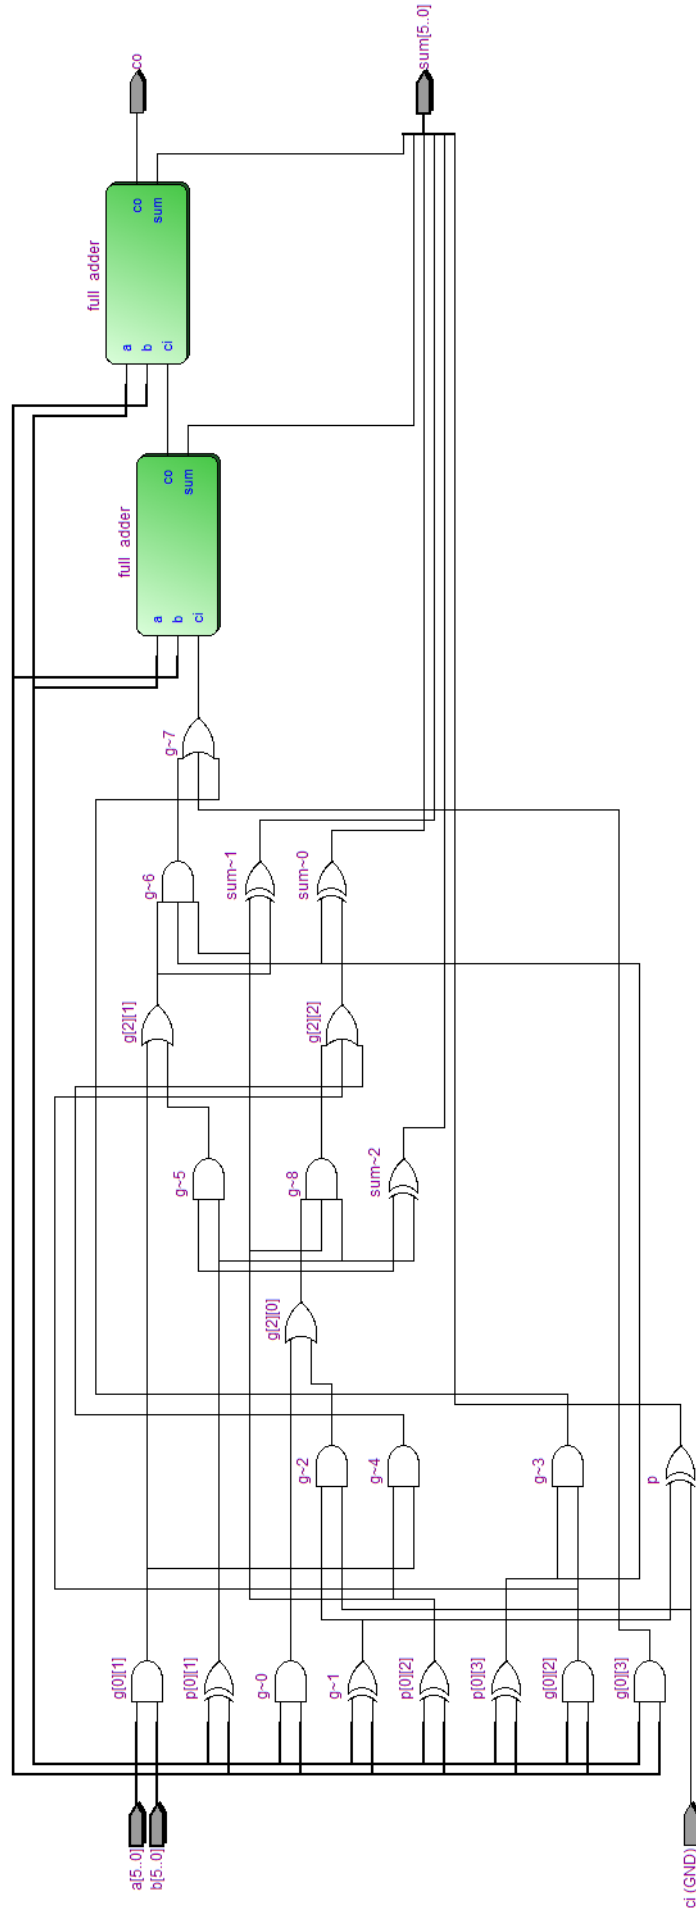 a[5..0]
b[5..0]
ci (GND)
g[0][1]
p[0][1]
g~0
g~1
p[0][2]
p[0][3]
g[0][2]
g[0][3]
g~2
g~4
g~3
p
g[2][0]
g~5
g~8
sum~2
g[2][1]
g[2][2]
g~6
sum~1
sum~0
g~7
full adder
a
b
ci
co
sum
full adder
a
b
ci
co
sum
co
sum[5..0]